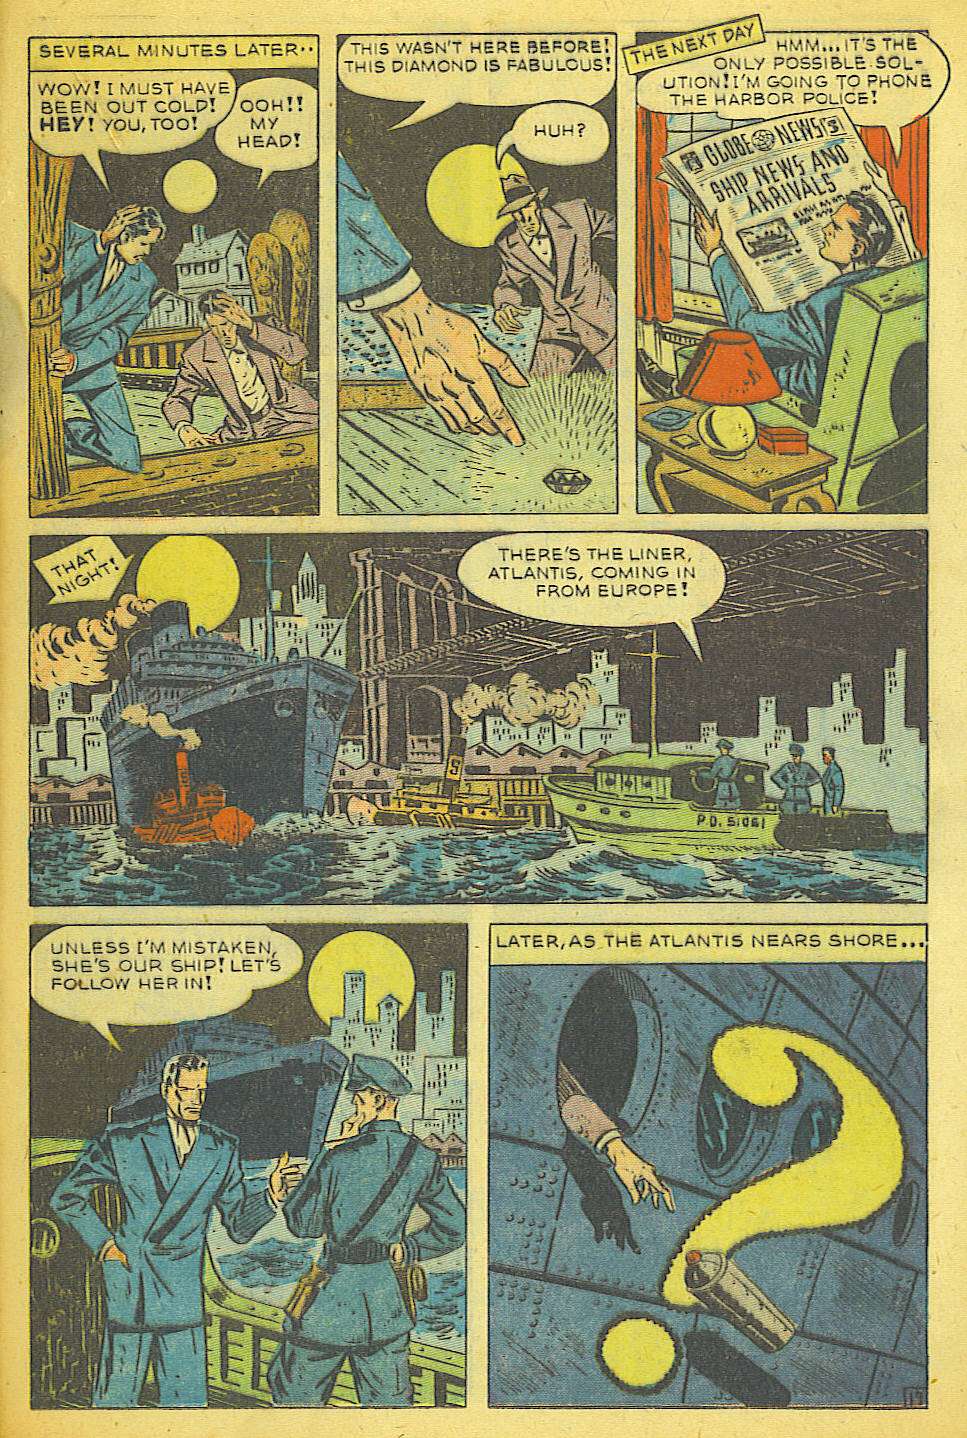 SEVERAL MINUTES LATER..
WOW! I MUST HAVE
BEEN OUT COLD!
HEY! YOU, TOO!
OOH!!
MY
HEAD!
THIS WASN'T HERE BEFORE!
THIS DIAMOND IS FABULOUS!
HUH?
THE NEXT DAY
HMM... IT'S THE
ONLY POSSIBLE SOL-
UTION! I'M GOING TO PHONE
THE HARBOR POLICE!
GLOBE NEWS
SHIP NEWS AND
ARRIVALS
THAT
NIGHT!
THERE'S THE LINER,
ATLANTIS, COMING IN
FROM EUROPE!
S
S
P.D. 51061
UNLESS I'M MISTAKEN,
SHE'S OUR SHIP! LET'S
FOLLOW HER IN!
LATER, AS THE ATLANTIS NEARS SHORE...
?